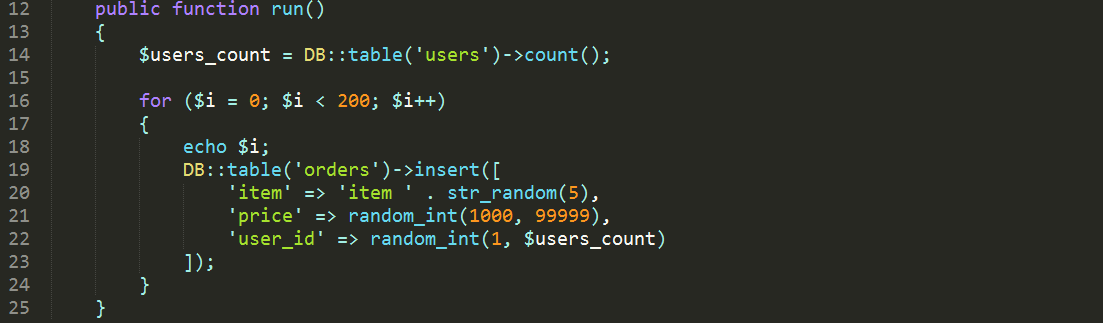 12 public function run()
13 {
14 $users_count = DB::table('users')->count();
15
16 for ($i = 0; $i < 200; $i++)
17 {
18 echo $i;
19 DB::table('orders')->insert([
20 'item' => 'item ' . str_random(5),
21 'price' => random_int(1000, 99999),
22 'user_id' => random_int(1, $users_count)
23 ]);
24 }
25 }